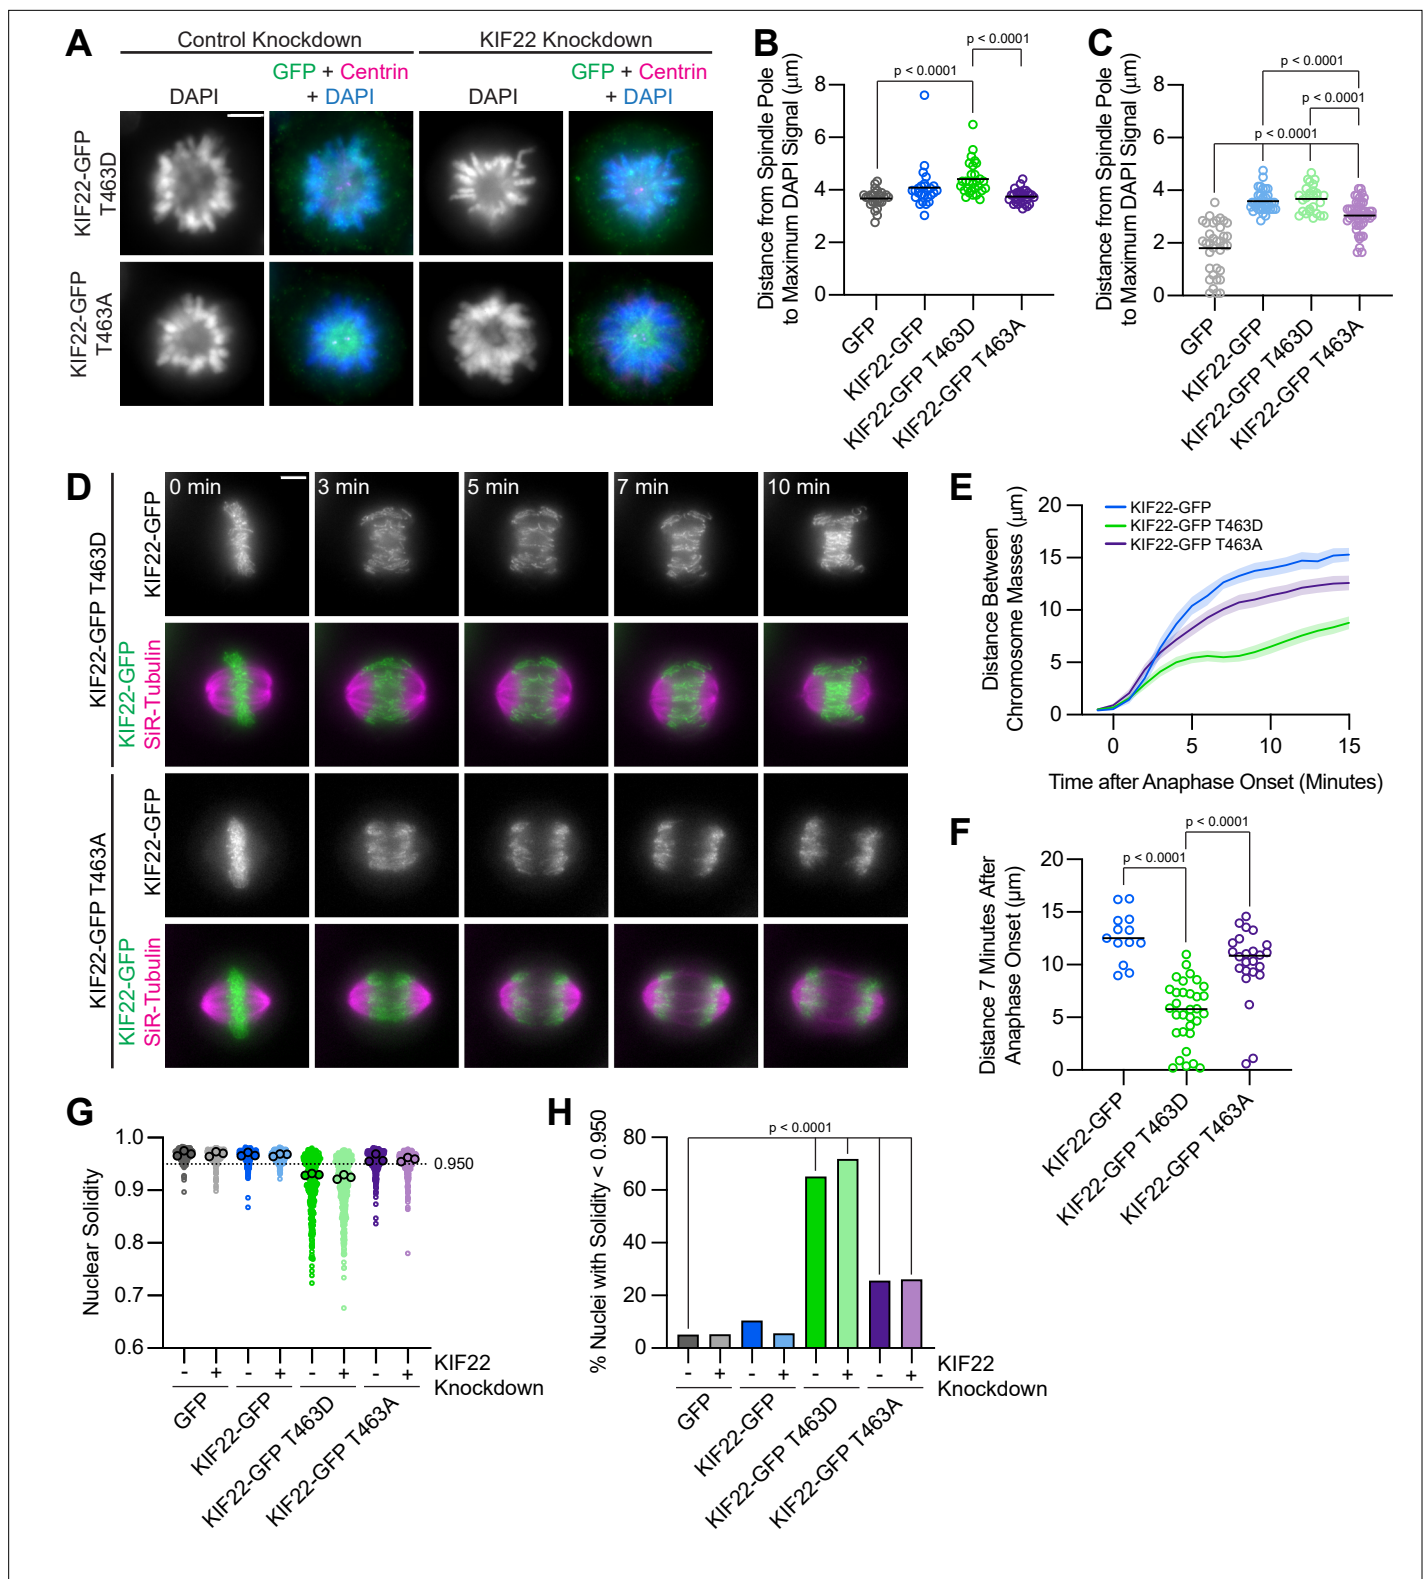 A
Control Knockdown
KIF22 Knockdown
GFP + Centrin
GFP + Centrin
DAPI
+ DAPI
DAPI
+ DAPI
KIF22-GFP
T463D
KIF22-GFP
T463A
B
p < 0.0001
p < 0.0001
Distance from Spindle Pole
to Maximum DAPI Signal (μm)
8
6
4
2
0
GFP
KIF22-GFP
KIF22-GFP T463D
KIF22-GFP T463A
C
p < 0.0001
p < 0.0001
p < 0.0001
Distance from Spindle Pole
to Maximum DAPI Signal (μm)
8
6
4
2
0
GFP
KIF22-GFP
KIF22-GFP T463D
KIF22-GFP T463A
D
0 min
3 min
5 min
7 min
10 min
KIF22-GFP T463D
KIF22-GFP
KIF22-GFP
SiR-Tubulin
KIF22-GFP T463A
KIF22-GFP
KIF22-GFP
SiR-Tubulin
E
KIF22-GFP
KIF22-GFP T463D
KIF22-GFP T463A
Distance Between
Chromosome Masses (μm)
20
15
10
5
0
0
5
10
15
Time after Anaphase Onset (Minutes)
F
p < 0.0001
p < 0.0001
Distance 7 Minutes After
Anaphase Onset (μm)
20
15
10
5
0
KIF22-GFP
KIF22-GFP T463D
KIF22-GFP T463A
G
Nuclear Solidity
1.0
0.9
0.8
0.7
0.6
0.950
- + - + - + - +
KIF22
Knockdown
GFP
KIF22-GFP
KIF22-GFP T463D
KIF22-GFP T463A
H
% Nuclei with Solidity < 0.950
p < 0.0001
80
60
40
20
0
- + - + - + - +
KIF22
Knockdown
GFP
KIF22-GFP
KIF22-GFP T463D
KIF22-GFP T463A